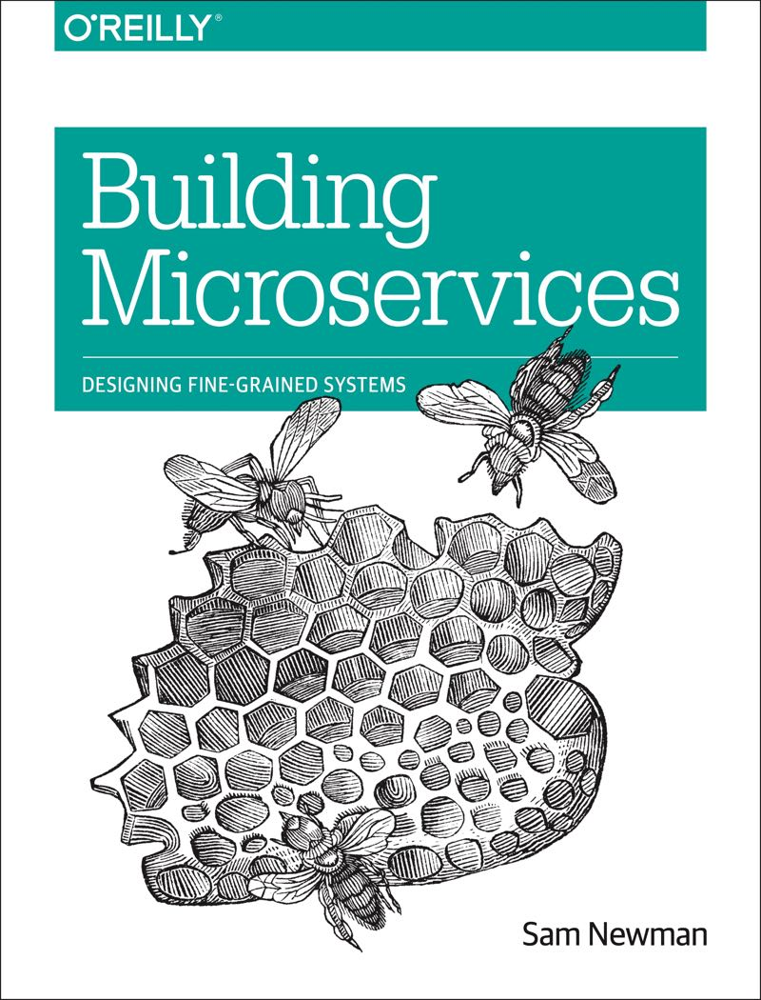 O'REILLY®
Building
Microservices
DESIGNING FINE-GRAINED SYSTEMS
Sam Newman